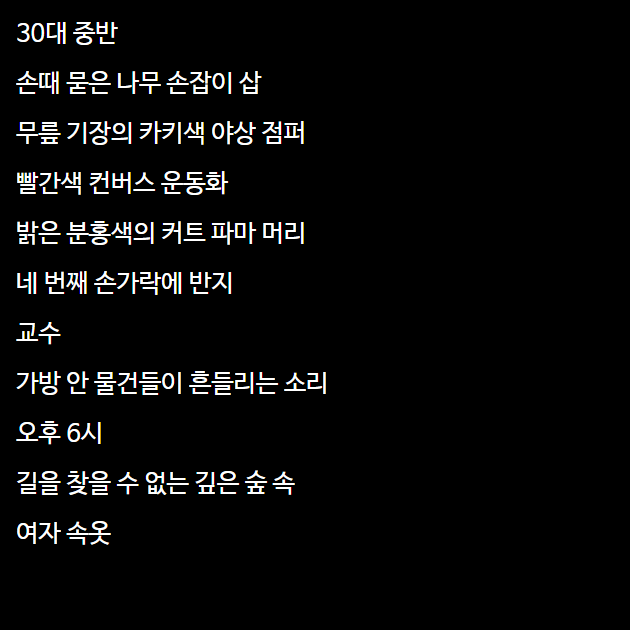 30대 중반
손때 묻은 나무 손잡이 삽
무릎 기장의 카키색 야상 점퍼
빨간색 컨버스 운동화
밝은 분홍색의 커트 파마 머리
네 번째 손가락에 반지
교수
가방 안 물건들이 흔들리는 소리
오후 6시
길을 찾을 수 없는 깊은 숲 속
여자 속옷